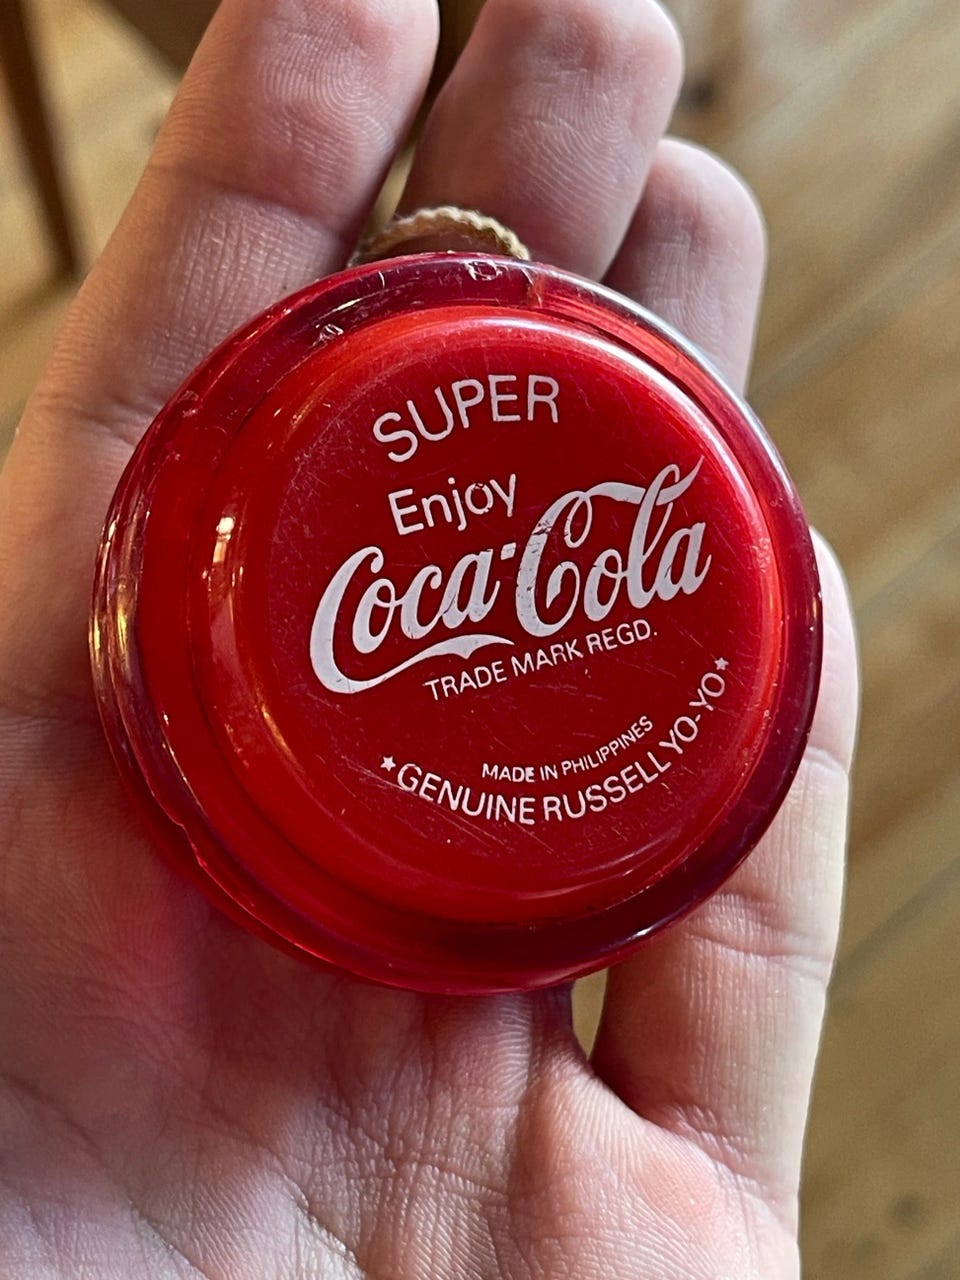 SUPER
Enjoy
Coca-Cola
TRADE MARK REGD.
MADE IN PHILIPPINES
★GENUINE RUSSELL YO-YO★